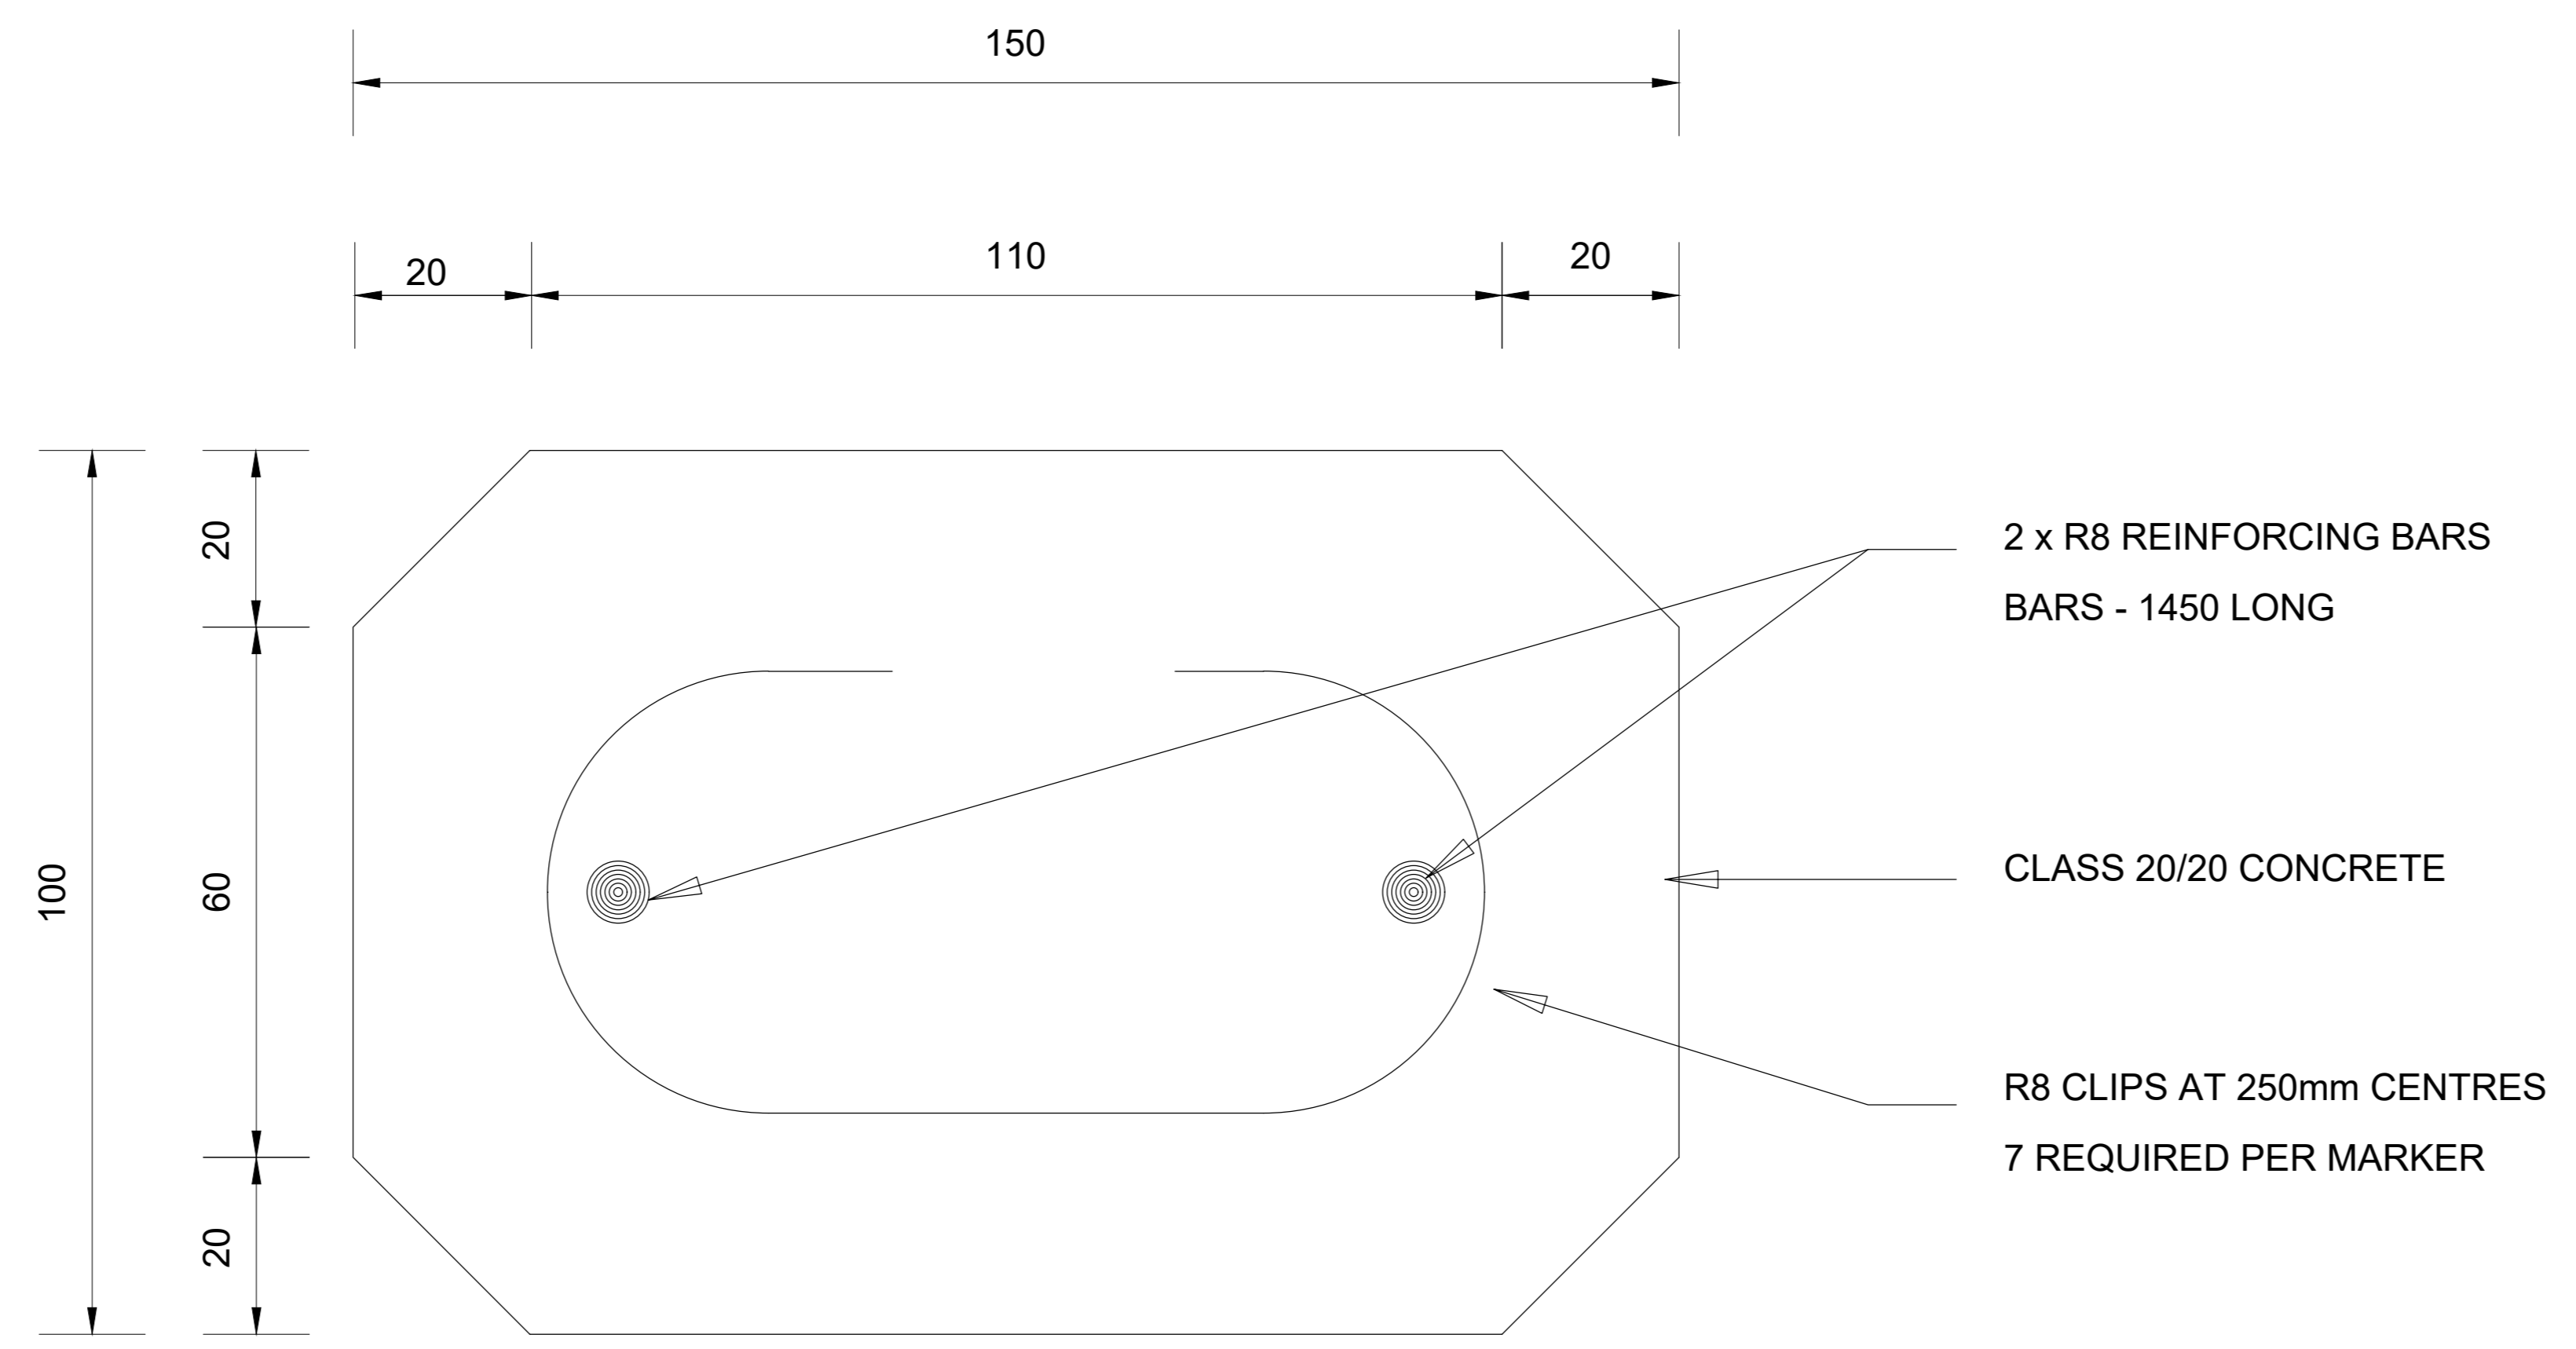 150
20
110
20
100
20
60
20
2 x R8 REINFORCING BARS
BARS - 1450 LONG
CLASS 20/20 CONCRETE
R8 CLIPS AT 250mm CENTRES
7 REQUIRED PER MARKER